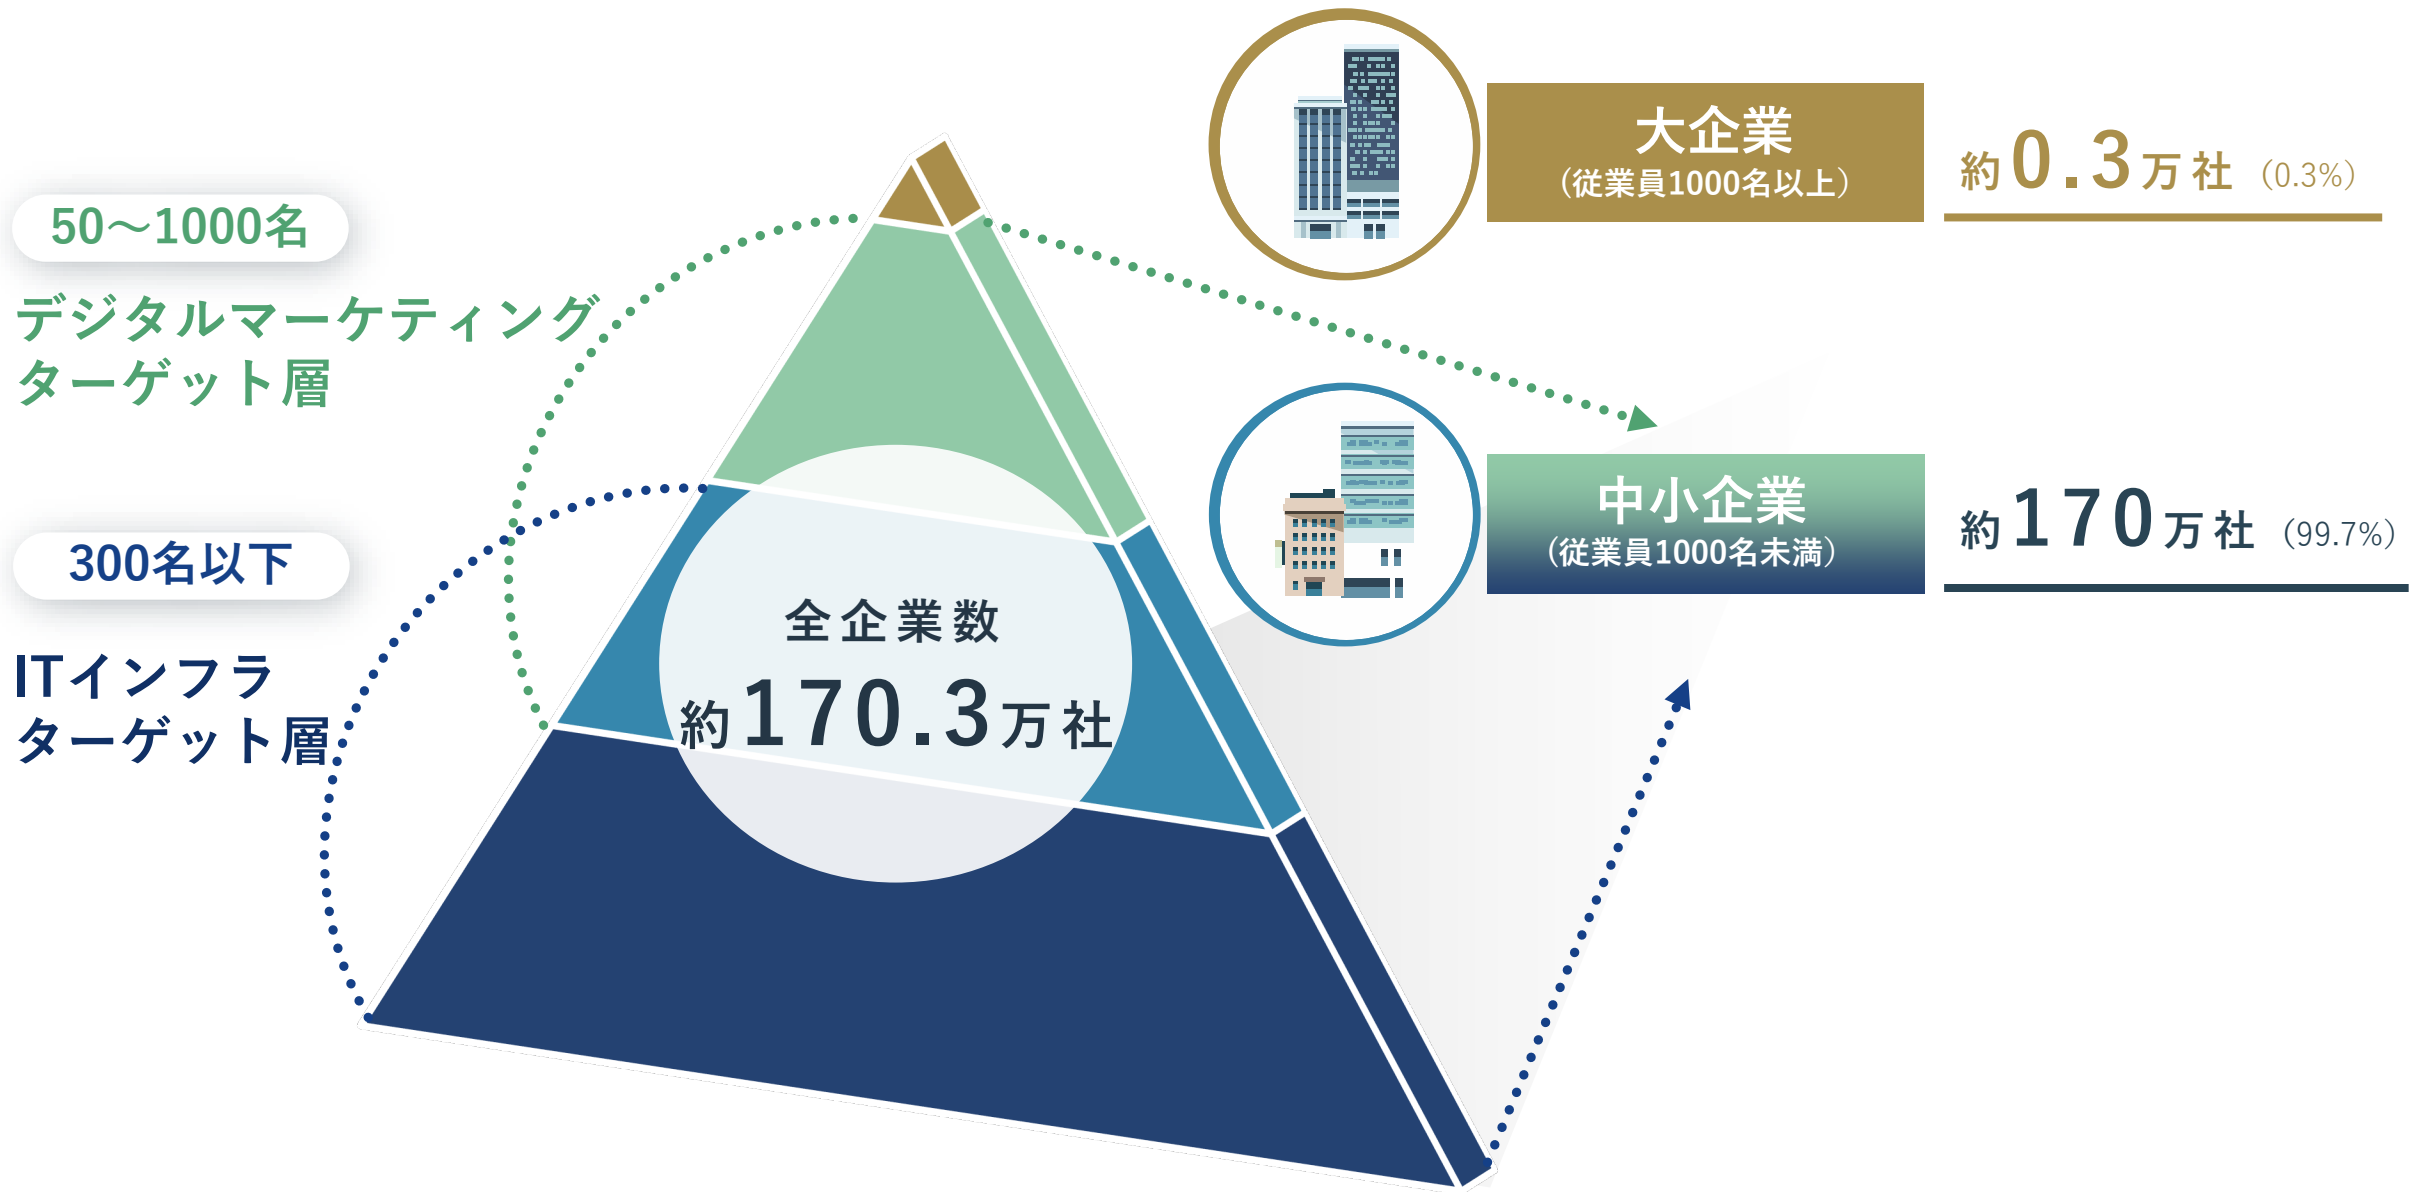 50〜1000名
デジタルマーケティング
ターゲット層
300名以下
ITインフラ
ターゲット層
全企業数
約170.3万社
大企業
（従業員1000名以上）
約0.3万社（0.3%）
中小企業
（従業員1000名未満）
約170万社（99.7%）